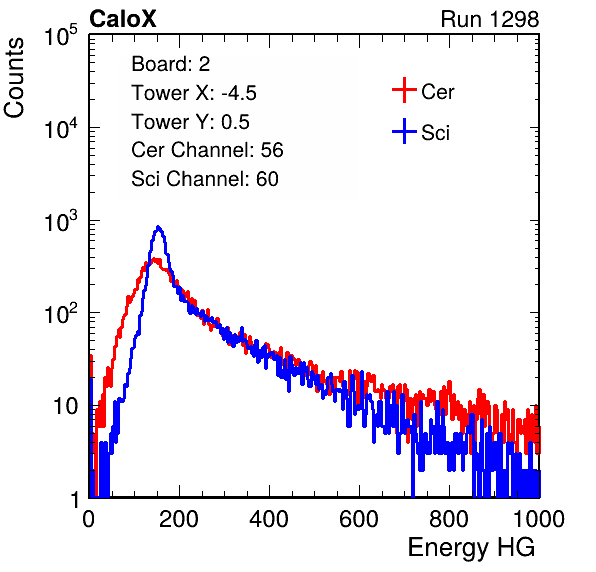 CaloX Run 1298
Counts
10^5
10^4
10^3
10^2
10
1
Board: 2
Tower X: -4.5
Tower Y: 0.5
Cer Channel: 56
Sci Channel: 60
Cer
Sci
0 200 400 600 800 1000
Energy HG